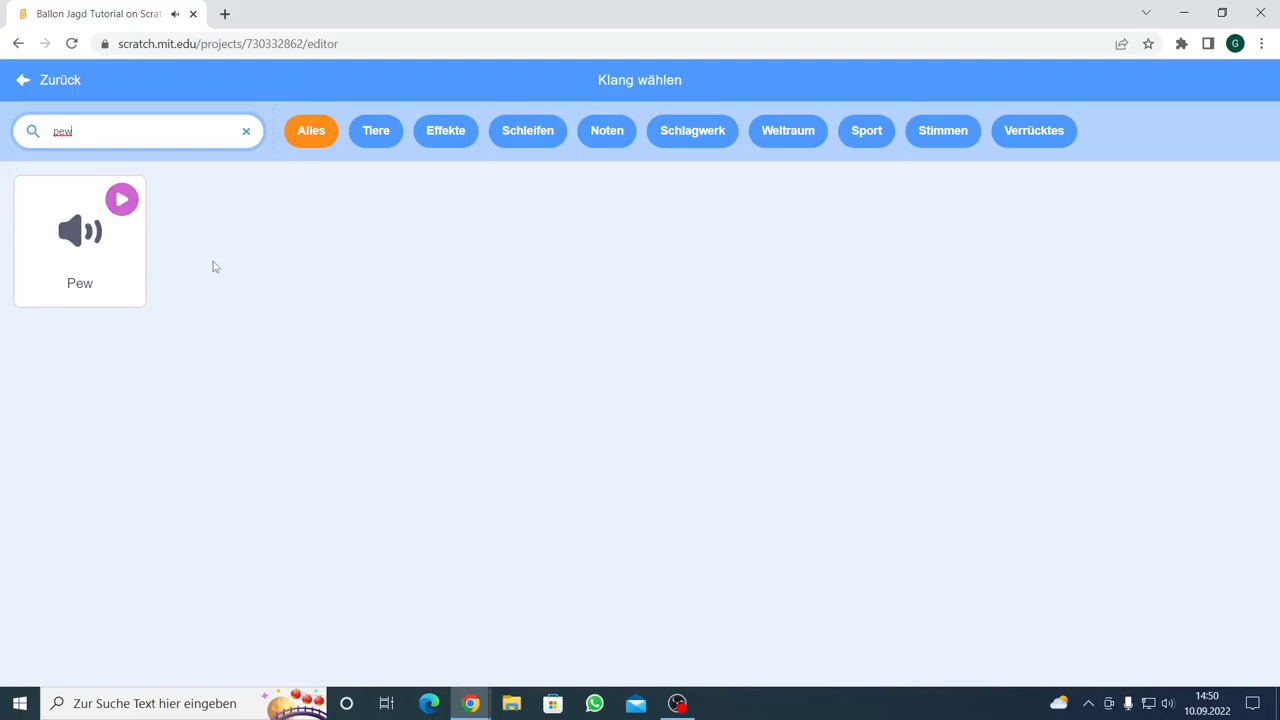 Ballon Jagd Tutorial on Scrat
scratch.mit.edu/projects/730332862/editor
G
Zurück
Klang wählen
pew
Alles
Tiere
Effekte
Schleifen
Noten
Schlagwerk
Weltraum
Sport
Stimmen
Verrücktes
Pew
Zur Suche Text hier eingeben
14:50
10.09.2022